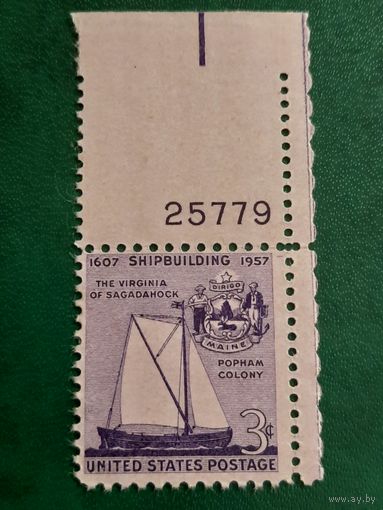 25779
1607 SHIPBUILDING 1957
THE VIRGINIA
OF SAGADAHOCK
DIRIGO
MAINE
POPHAM
COLONY
3¢
UNITED STATES POSTAGE
www.ay.by